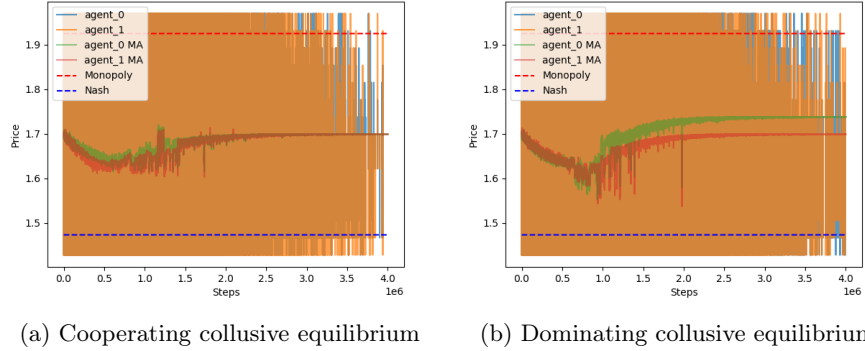 agent_0
agent_1
agent_0 MA
agent_1 MA
Monopoly
Nash
Price
1.9
1.8
1.7
1.6
1.5
0.0 0.5 1.0 1.5 2.0 2.5 3.0 3.5 4.0
Steps
1e6
agent_0
agent_1
agent_0 MA
agent_1 MA
Monopoly
Nash
Price
1.9
1.8
1.7
1.6
1.5
0.0 0.5 1.0 1.5 2.0 2.5 3.0 3.5 4.0
Steps
1e6
(a) Cooperating collusive equilibrium
(b) Dominating collusive equilibriun